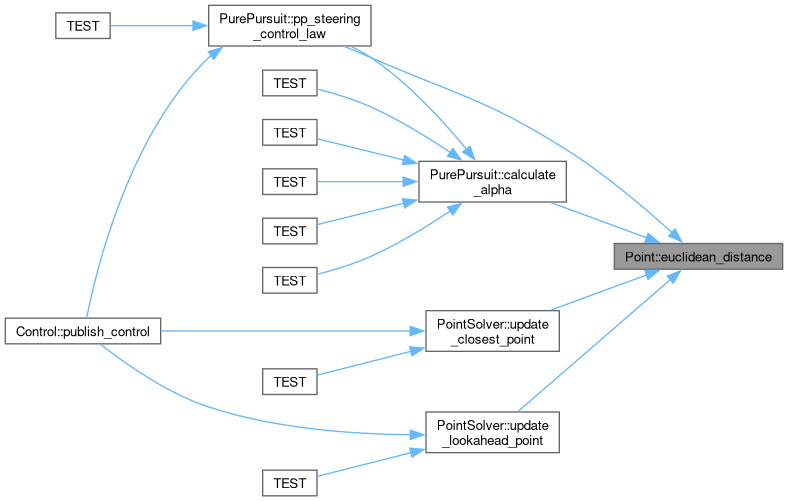 PurePursuit::pp_steering
_control_law
TEST
TEST
TEST
TEST
PurePursuit::calculate
_alpha
TEST
Point::euclidean_distance
TEST
Control::publish_control
PointSolver::update
_closest_point
TEST
PointSolver::update
_lookahead_point
TEST